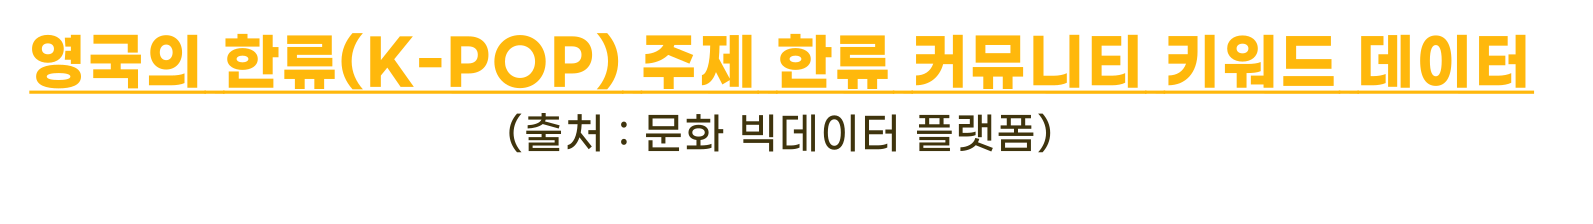 영국의 한류(K-POP) 주제 한류 커뮤니티 키워드 데이터
(출처 : 문화 빅데이터 플랫폼)